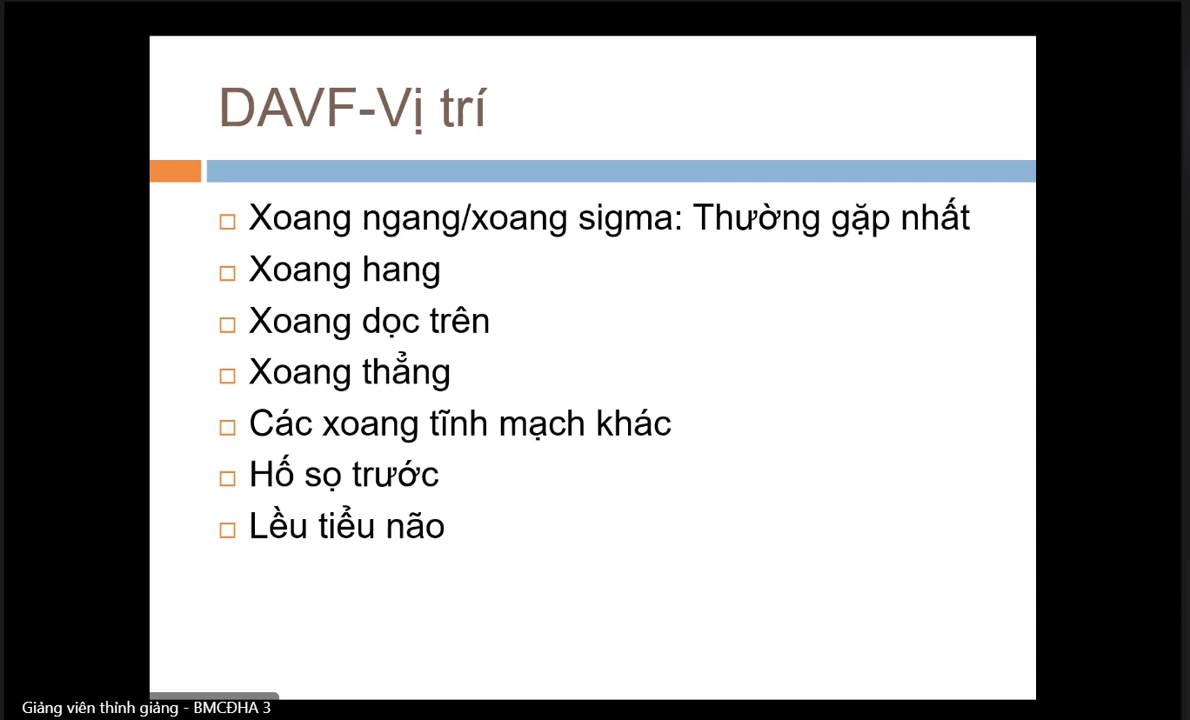 DAVF-Vị trí
Xoang ngang/xoang sigma: Thường gặp nhất
Xoang hang
Xoang dọc trên
Xoang thẳng
Các xoang tĩnh mạch khác
Hố sọ trước
Lều tiểu não
Giảng viên thỉnh giảng - BMCĐHA 3